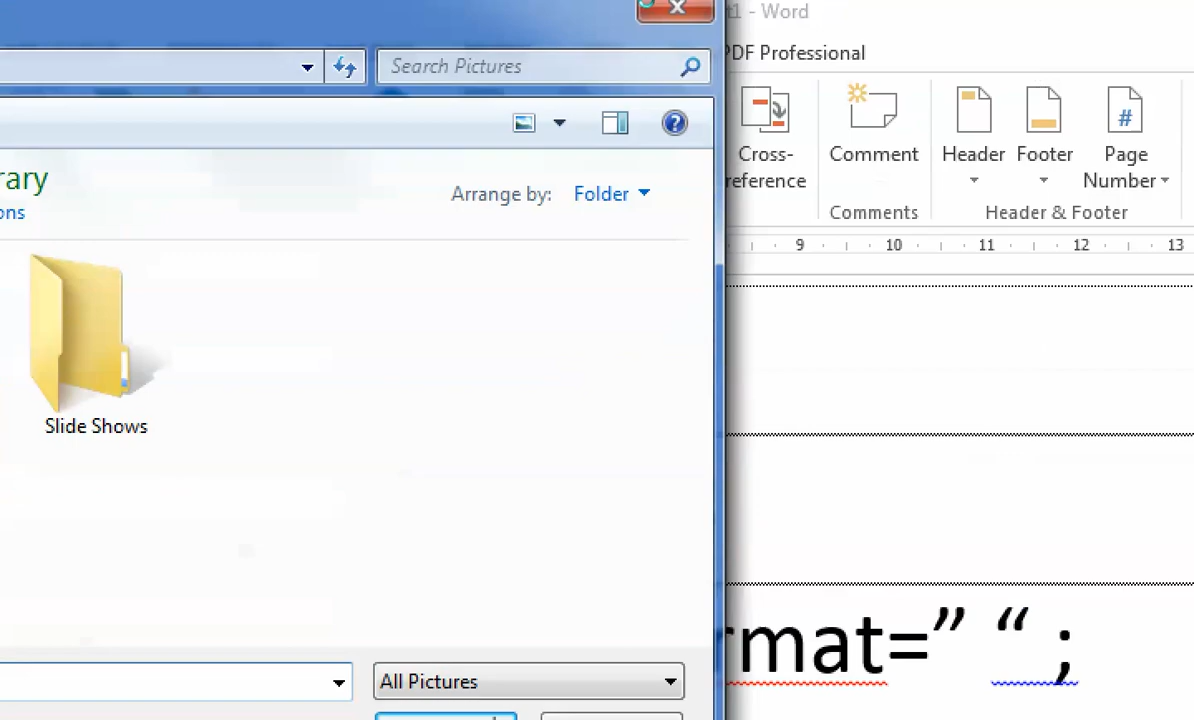 t1 - Word
Search Pictures
PDF Professional
rary
ons
Arrange by: Folder
Slide Shows
Cross-
reference
Comment
Header
Footer
Page
Number
#
Comments
Header & Footer
9 10 11 12 13
rmat=” “ ;
All Pictures